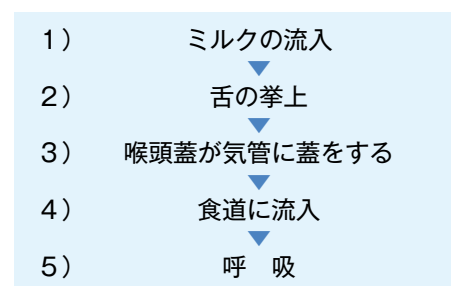 1） ミルクの流入
2） 舌の挙上
3） 喉頭蓋が気管に蓋をする
4） 食道に流入
5） 呼　吸